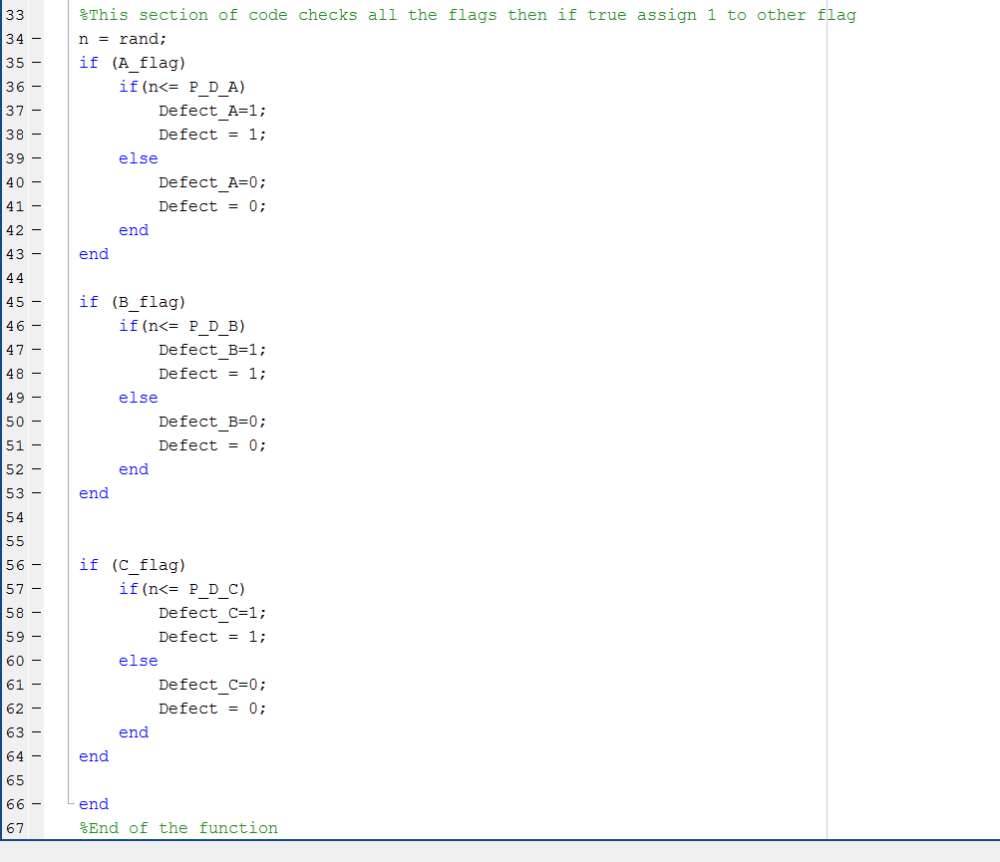 33 %This section of code checks all the flags then if true assign 1 to other flag
34 – n = rand;
35 – if (A_flag)
36 – if(n<= P_D_A)
37 – Defect_A=1;
38 – Defect = 1;
39 – else
40 – Defect_A=0;
41 – Defect = 0;
42 – end
43 – end
44
45 – if (B_flag)
46 – if(n<= P_D_B)
47 – Defect_B=1;
48 – Defect = 1;
49 – else
50 – Defect_B=0;
51 – Defect = 0;
52 – end
53 – end
54
55
56 – if (C_flag)
57 – if(n<= P_D_C)
58 – Defect_C=1;
59 – Defect = 1;
60 – else
61 – Defect_C=0;
62 – Defect = 0;
63 – end
64 – end
65
66 – end
67 %End of the function